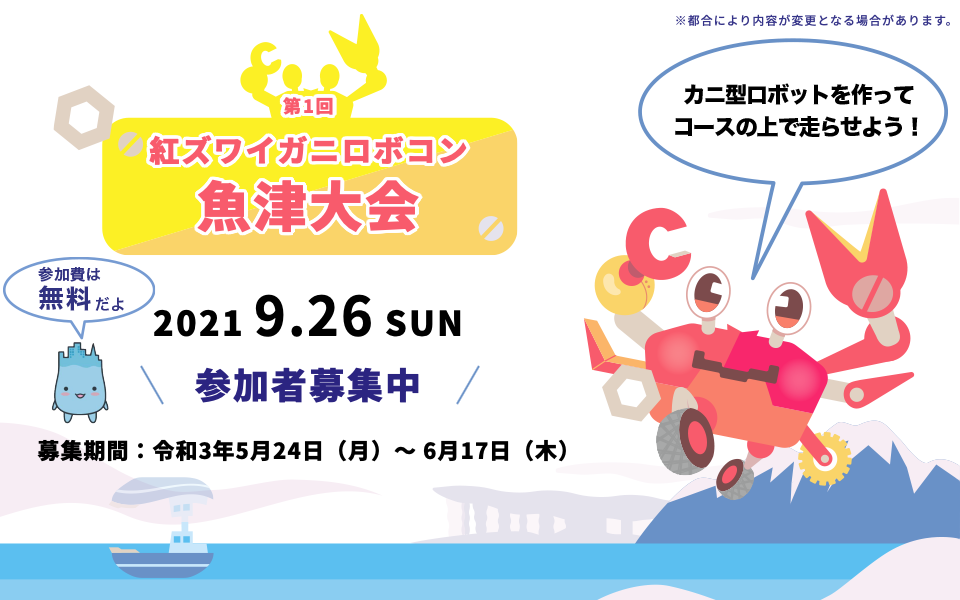 ※都合により内容が変更となる場合があります。
第1回
紅ズワイガニロボコン
魚津大会
カニ型ロボットを作って
コースの上で走らせよう！
参加費は
無料だよ
2021 9.26 SUN
参加者募集中
募集期間：令和3年5月24日（月）～ 6月17日（木）